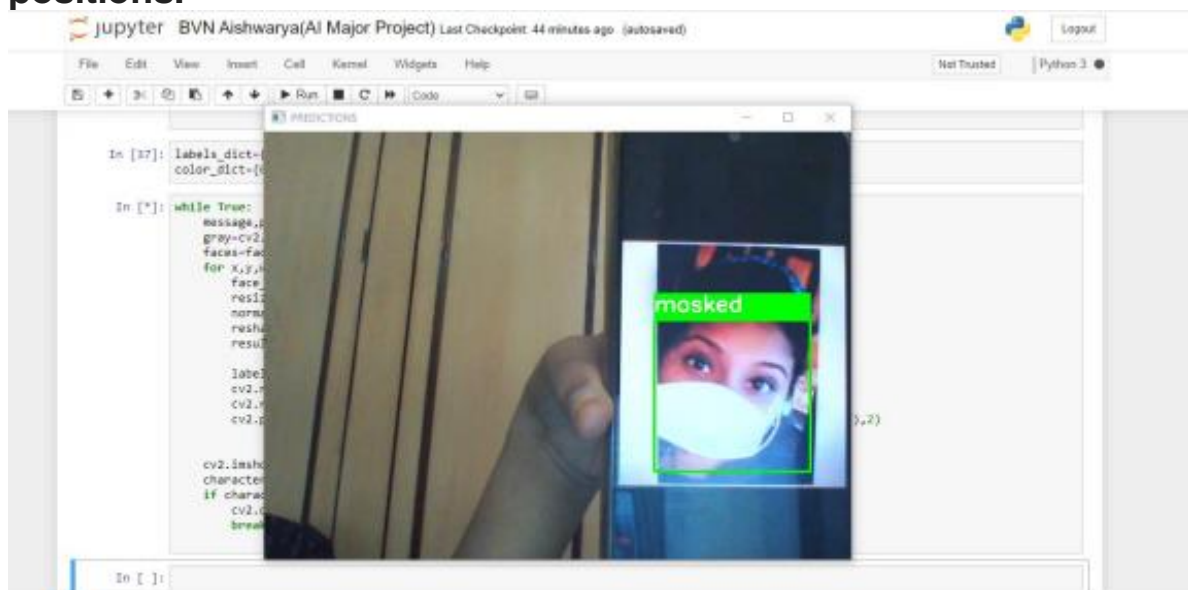 positions.
jupyter BVN Aishwarya(AI Major Project) Last Checkpoint: 44 minutes ago (autosaved)
Logout
File Edit View Insert Cell Kernel Widgets Help
Not Trusted Python 3
Run Code
PREDICTIONS
In [37]: labels_dict={
color_dict={
In [*]: while True:
message,
gray=cv2.
faces=fac
for x,y,
face_
resiz
norma
resha
resul
label
cv2.
cv2.
cv2.p
),2)
masked
cv2.imsho
character
if charac
cv2.d
break
In [ ]: